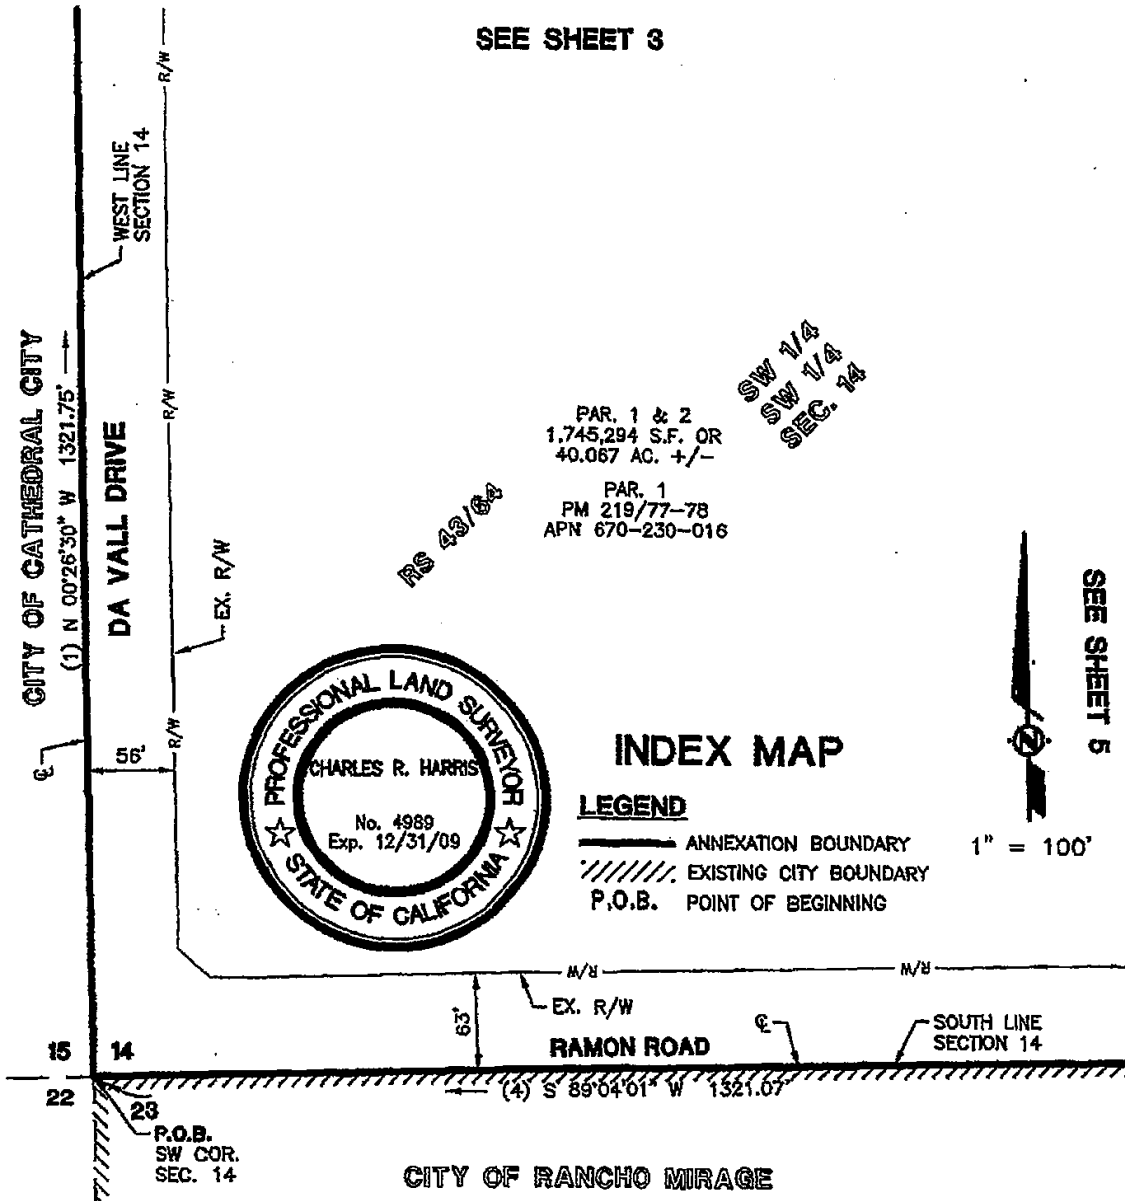 SEE SHEET 3
R/W
WEST LINE
SECTION 14
CITY OF CATHEDRAL CITY
(1) N 00°26'30" W 1321.75'
DA VALL DRIVE
R/W
EX. R/W
R/W
SW 1/4
SW 1/4
SEC. 14
PAR. 1 & 2
1,745,294 S.F. OR
40.067 AC. +/-
PAR. 1
PM 219/77-78
APN 670-230-016
RS 43/64
SEE SHEET 5
N
℄
56'
PROFESSIONAL LAND SURVEYOR
CHARLES R. HARRIS
No. 4989
Exp. 12/31/09
STATE OF CALIFORNIA
INDEX MAP
LEGEND
ANNEXATION BOUNDARY
EXISTING CITY BOUNDARY
P.O.B. POINT OF BEGINNING
1" = 100'
R/W
R/W
EX. R/W
63'
RAMON ROAD
℄
SOUTH LINE
SECTION 14
15 14
22 23
(4) S 89°04'01" W 1321.07'
P.O.B.
SW COR.
SEC. 14
CITY OF RANCHO MIRAGE